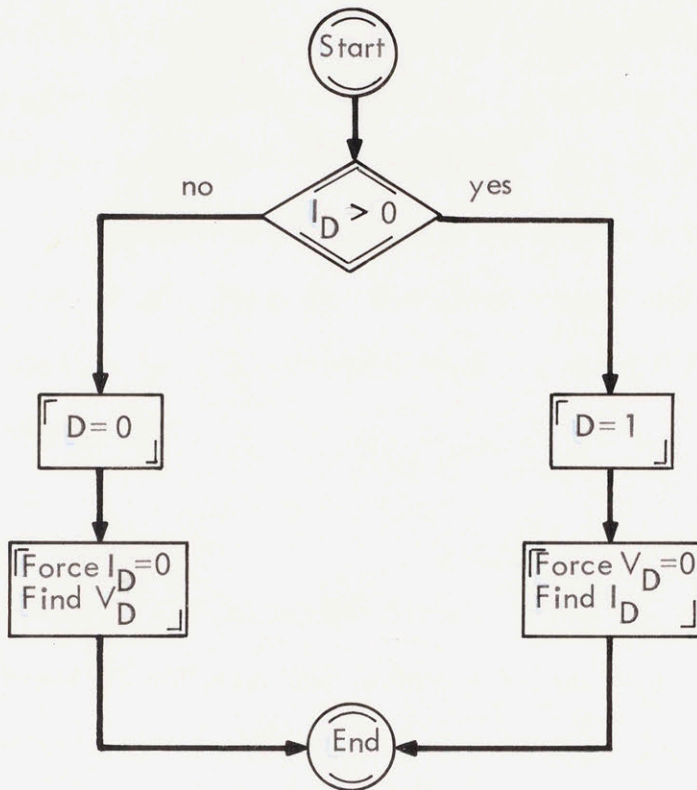 Start
no
yes
I_D > 0
D=0
D=1
Force I_D=0
Find V_D
Force V_D=0
Find I_D
End